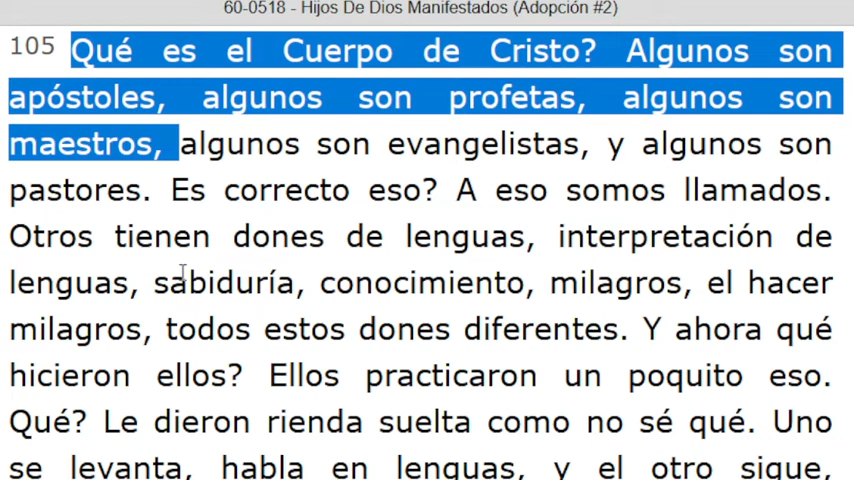 60-0518 - Hijos De Dios Manifestados (Adopción #2)
105 Qué es el Cuerpo de Cristo? Algunos son
apóstoles, algunos son profetas, algunos son
maestros, algunos son evangelistas, y algunos son
pastores. Es correcto eso? A eso somos llamados.
Otros tienen dones de lenguas, interpretación de
lenguas, sabiduría, conocimiento, milagros, el hacer
milagros, todos estos dones diferentes. Y ahora qué
hicieron ellos? Ellos practicaron un poquito eso.
Qué? Le dieron rienda suelta como no sé qué. Uno
se levanta, habla en lenguas, y el otro sigue,